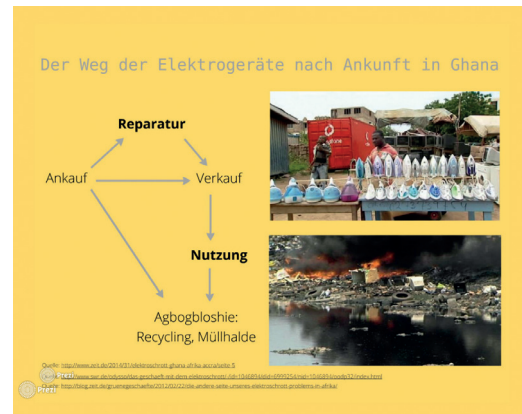 Der Weg der Elektrogeräte nach Ankunft in Ghana
Reparatur
Ankauf
Verkauf
Nutzung
Agbogbloshie:
Recycling, Müllhalde
Quelle: http://www.zeit.de/2014/31/elektroschrott-ghana-afrika-accra/seite-5
Quelle:
Quelle: http://blog.zeit.de/gruenegeschaefte/2012/02/22/die-andere-seite-unseres-elektroschrott-problems-in-afrika/
Prezi